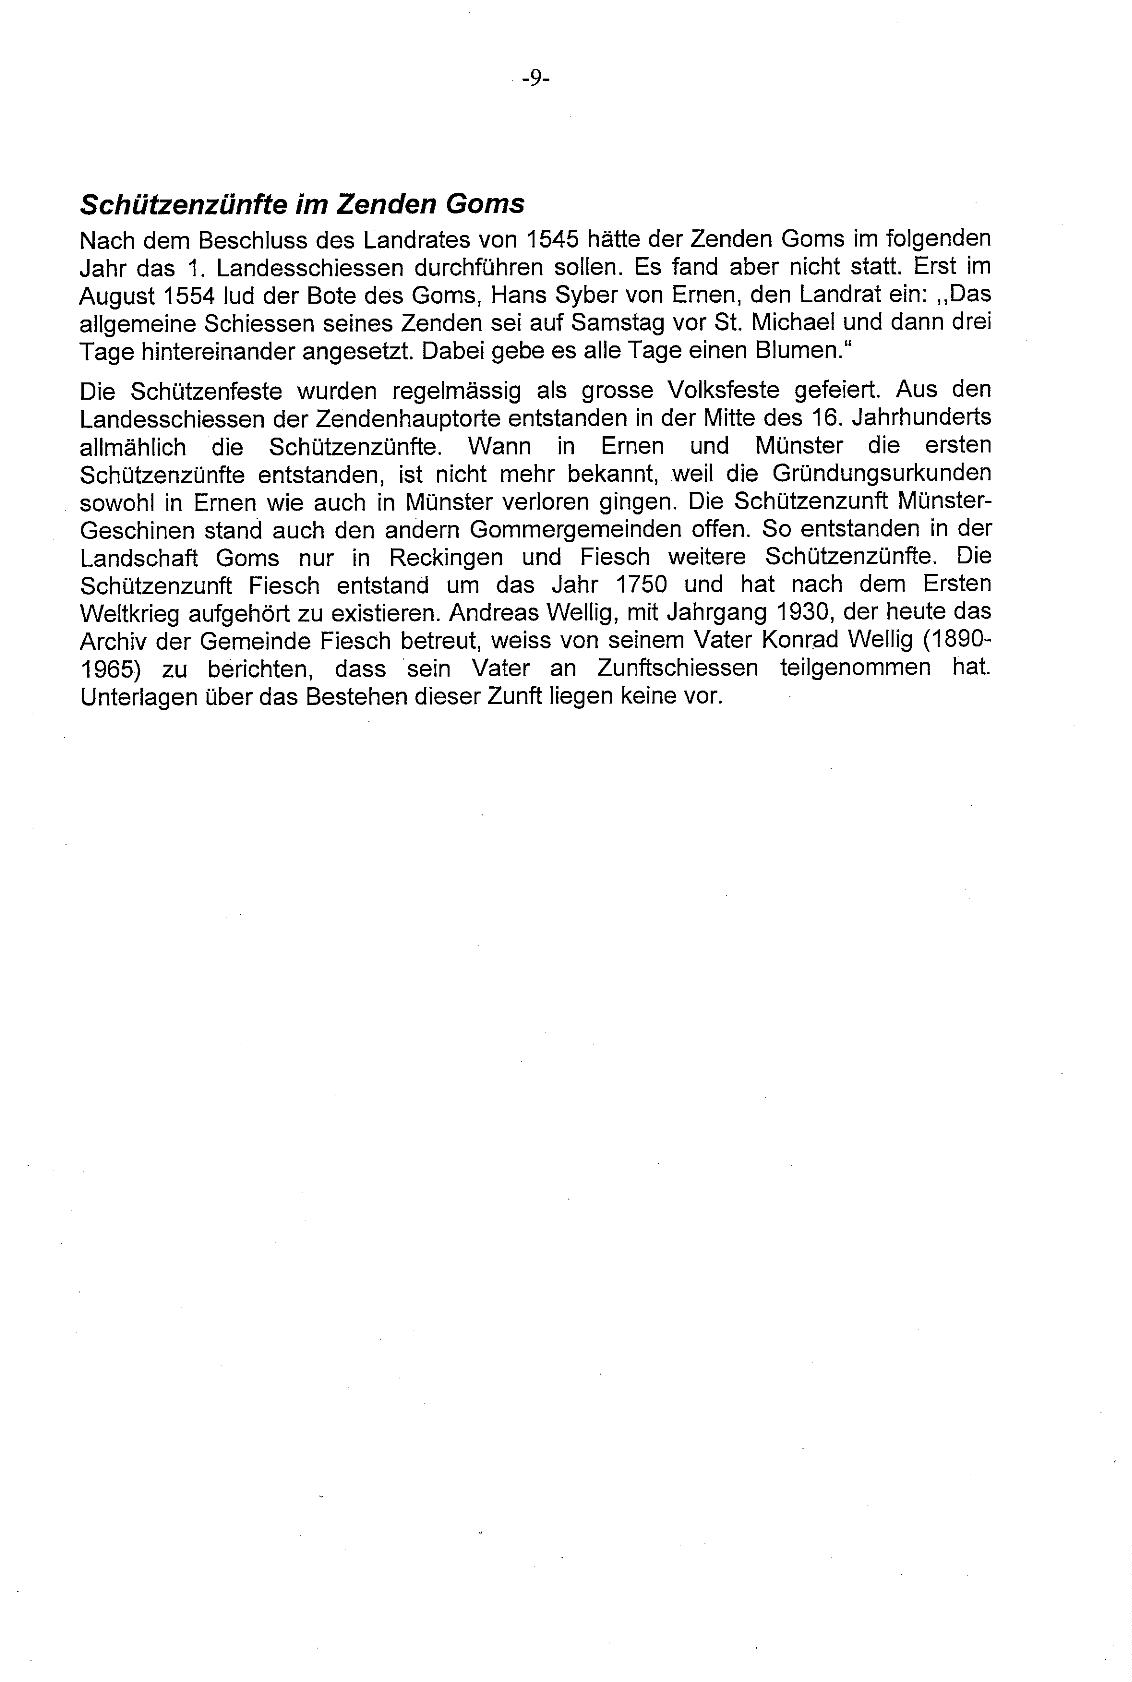 -9-
Schützenzünfte im Zenden Goms
Nach dem Beschluss des Landrates von 1545 hätte der Zenden Goms im folgenden
Jahr das 1. Landesschiessen durchführen sollen. Es fand aber nicht statt. Erst im
August 1554 lud der Bote des Goms, Hans Syber von Ernen, den Landrat ein: ,,Das
allgemeine Schiessen seines Zenden sei auf Samstag vor St. Michael und dann drei
Tage hintereinander angesetzt. Dabei gebe es alle Tage einen Blumen.“
Die Schützenfeste wurden regelmässig als grosse Volksfeste gefeiert. Aus den
Landesschiessen der Zendenhauptorte entstanden in der Mitte des 16. Jahrhunderts
allmählich die Schützenzünfte. Wann in Ernen und Münster die ersten
Schützenzünfte entstanden, ist nicht mehr bekannt, weil die Gründungsurkunden
sowohl in Ernen wie auch in Münster verloren gingen. Die Schützenzunft Münster-
Geschinen stand auch den andern Gommergemeinden offen. So entstanden in der
Landschaft Goms nur in Reckingen und Fiesch weitere Schützenzünfte. Die
Schützenzunft Fiesch entstand um das Jahr 1750 und hat nach dem Ersten
Weltkrieg aufgehört zu existieren. Andreas Wellig, mit Jahrgang 1930, der heute das
Archiv der Gemeinde Fiesch betreut, weiss von seinem Vater Konrad Wellig (1890-
1965) zu berichten, dass sein Vater an Zunftschiessen teilgenommen hat.
Unterlagen über das Bestehen dieser Zunft liegen keine vor.